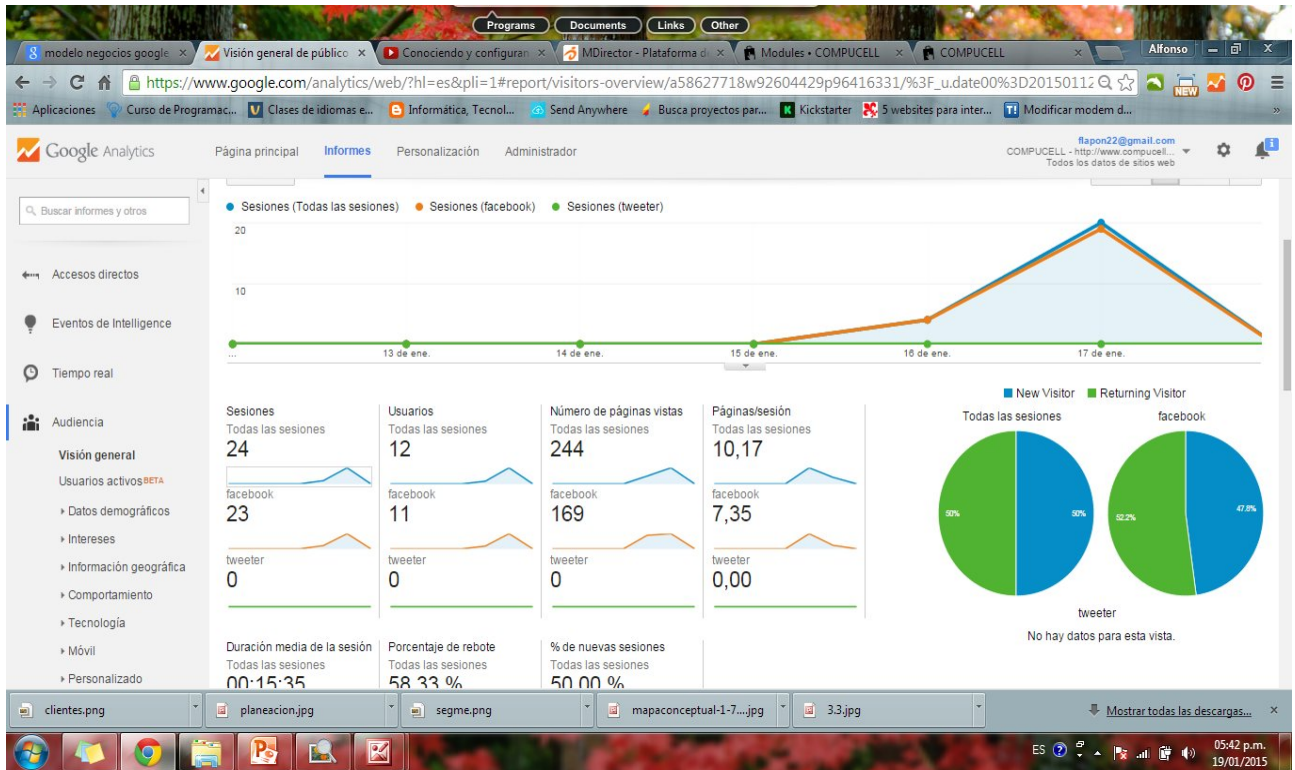 Programs Documents Links Other
modelo negocios google Visión general de público Conociendo y configuran MDirector - Plataforma de Modules • COMPUCELL COMPUCELL Alfonso
https://www.google.com/analytics/web/?hl=es&pli=1#report/visitors-overview/a58627718w92604429p96416331/%3F_u.date00%3D20150112
NEW
Aplicaciones Curso de Programac... Clases de idiomas e... Informática, Tecnol... Send Anywhere Busca proyectos par... Kickstarter 5 websites para inter... Modificar modem d... »
Google Analytics
Página principal Informes Personalización Administrador
flapon22@gmail.com
COMPUCELL - http://www.compucell...
Todos los datos de sitios web
Buscar informes y otros
Accesos directos
Eventos de Intelligence
Tiempo real
Audiencia
Visión general
Usuarios activos BETA
Datos demográficos
Intereses
Información geográfica
Comportamiento
Tecnología
Móvil
Personalizado
Sesiones (Todas las sesiones) Sesiones (facebook) Sesiones (tweeter)
20
10
... 13 de ene. 14 de ene. 15 de ene. 16 de ene. 17 de ene.
Sesiones
Todas las sesiones
24
facebook
23
tweeter
0
Usuarios
Todas las sesiones
12
facebook
11
tweeter
0
Número de páginas vistas
Todas las sesiones
244
facebook
169
tweeter
0
Páginas/sesión
Todas las sesiones
10,17
facebook
7,35
tweeter
0,00
Duración media de la sesión
Todas las sesiones
00:15:35
Porcentaje de rebote
Todas las sesiones
58,33 %
% de nuevas sesiones
Todas las sesiones
50,00 %
New Visitor Returning Visitor
Todas las sesiones
50% 50%
facebook
52.2% 47.8%
tweeter
No hay datos para esta vista.
clientes.png planeacion.jpg segme.png mapaconceptual-1-7....jpg 3.3.jpg Mostrar todas las descargas...
ES 05:42 p.m.
19/01/2015